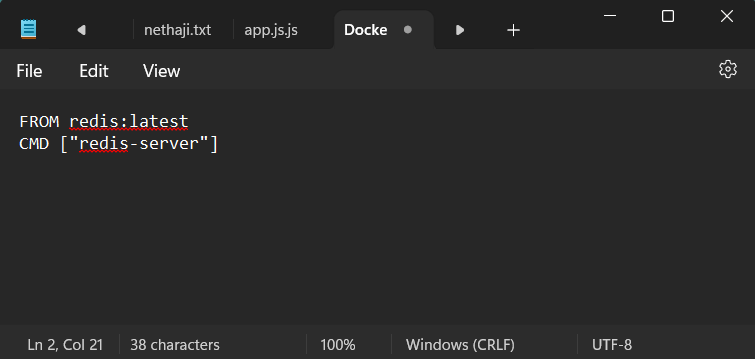 nethaji.txt app.js.js Docke
File Edit View
FROM redis:latest
CMD ["redis-server"]
Ln 2, Col 21 38 characters 100% Windows (CRLF) UTF-8